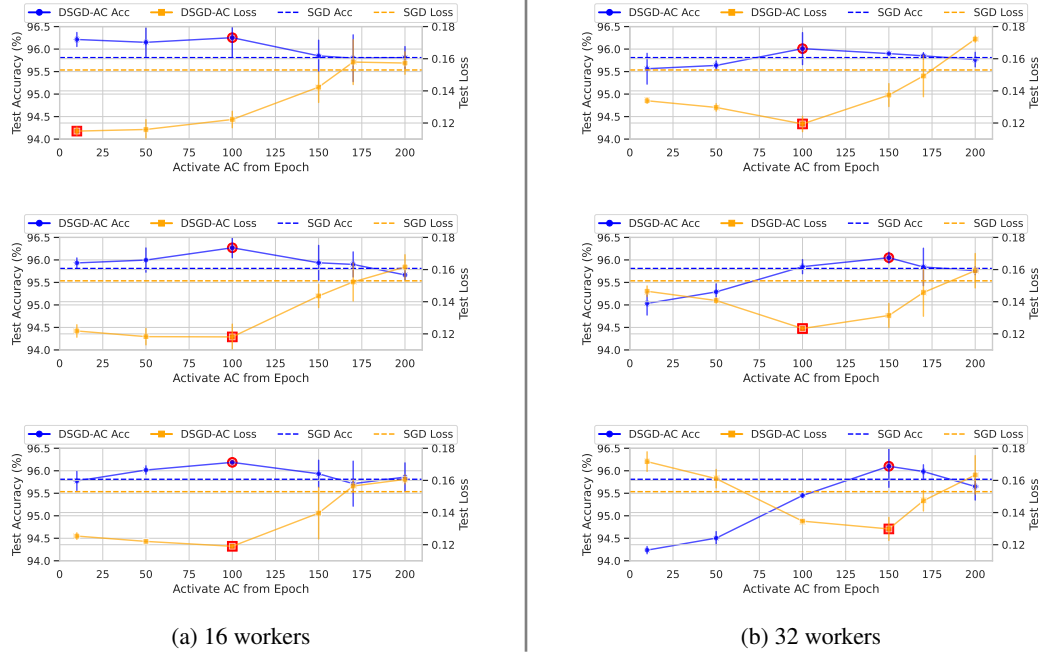 DSGD-AC Acc DSGD-AC Loss SGD Acc SGD Loss
96.5
96.0
95.5
95.0
94.5
94.0
Test Accuracy (%)
0.18
0.16
0.14
0.12
Test Loss
0 25 50 75 100 125 150 175 200
Activate AC from Epoch
DSGD-AC Acc DSGD-AC Loss SGD Acc SGD Loss
96.5
96.0
95.5
95.0
94.5
94.0
Test Accuracy (%)
0.18
0.16
0.14
0.12
Test Loss
0 25 50 75 100 125 150 175 200
Activate AC from Epoch
DSGD-AC Acc DSGD-AC Loss SGD Acc SGD Loss
96.5
96.0
95.5
95.0
94.5
94.0
Test Accuracy (%)
0.18
0.16
0.14
0.12
Test Loss
0 25 50 75 100 125 150 175 200
Activate AC from Epoch
(a) 16 workers
DSGD-AC Acc DSGD-AC Loss SGD Acc SGD Loss
96.5
96.0
95.5
95.0
94.5
94.0
Test Accuracy (%)
0.18
0.16
0.14
0.12
Test Loss
0 25 50 75 100 125 150 175 200
Activate AC from Epoch
DSGD-AC Acc DSGD-AC Loss SGD Acc SGD Loss
96.5
96.0
95.5
95.0
94.5
94.0
Test Accuracy (%)
0.18
0.16
0.14
0.12
Test Loss
0 25 50 75 100 125 150 175 200
Activate AC from Epoch
DSGD-AC Acc DSGD-AC Loss SGD Acc SGD Loss
96.5
96.0
95.5
95.0
94.5
94.0
Test Accuracy (%)
0.18
0.16
0.14
0.12
Test Loss
0 25 50 75 100 125 150 175 200
Activate AC from Epoch
(b) 32 workers